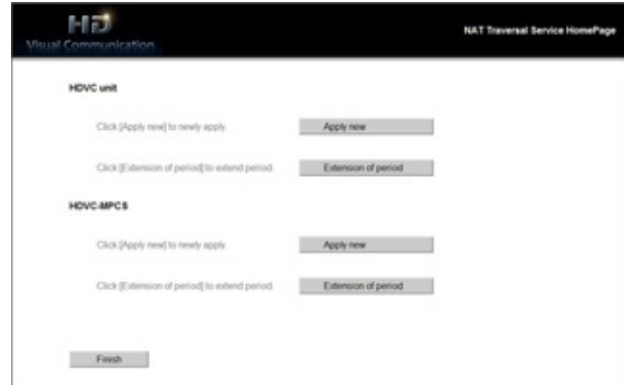 HD
Visual Communication
NAT Traversal Service HomePage
HDVC unit
Click [Apply new] to newly apply.
Apply new
Click [Extension of period] to extend period.
Extension of period
HDVC-MPCS
Click [Apply new] to newly apply.
Apply new
Click [Extension of period] to extend period.
Extension of period
Finish